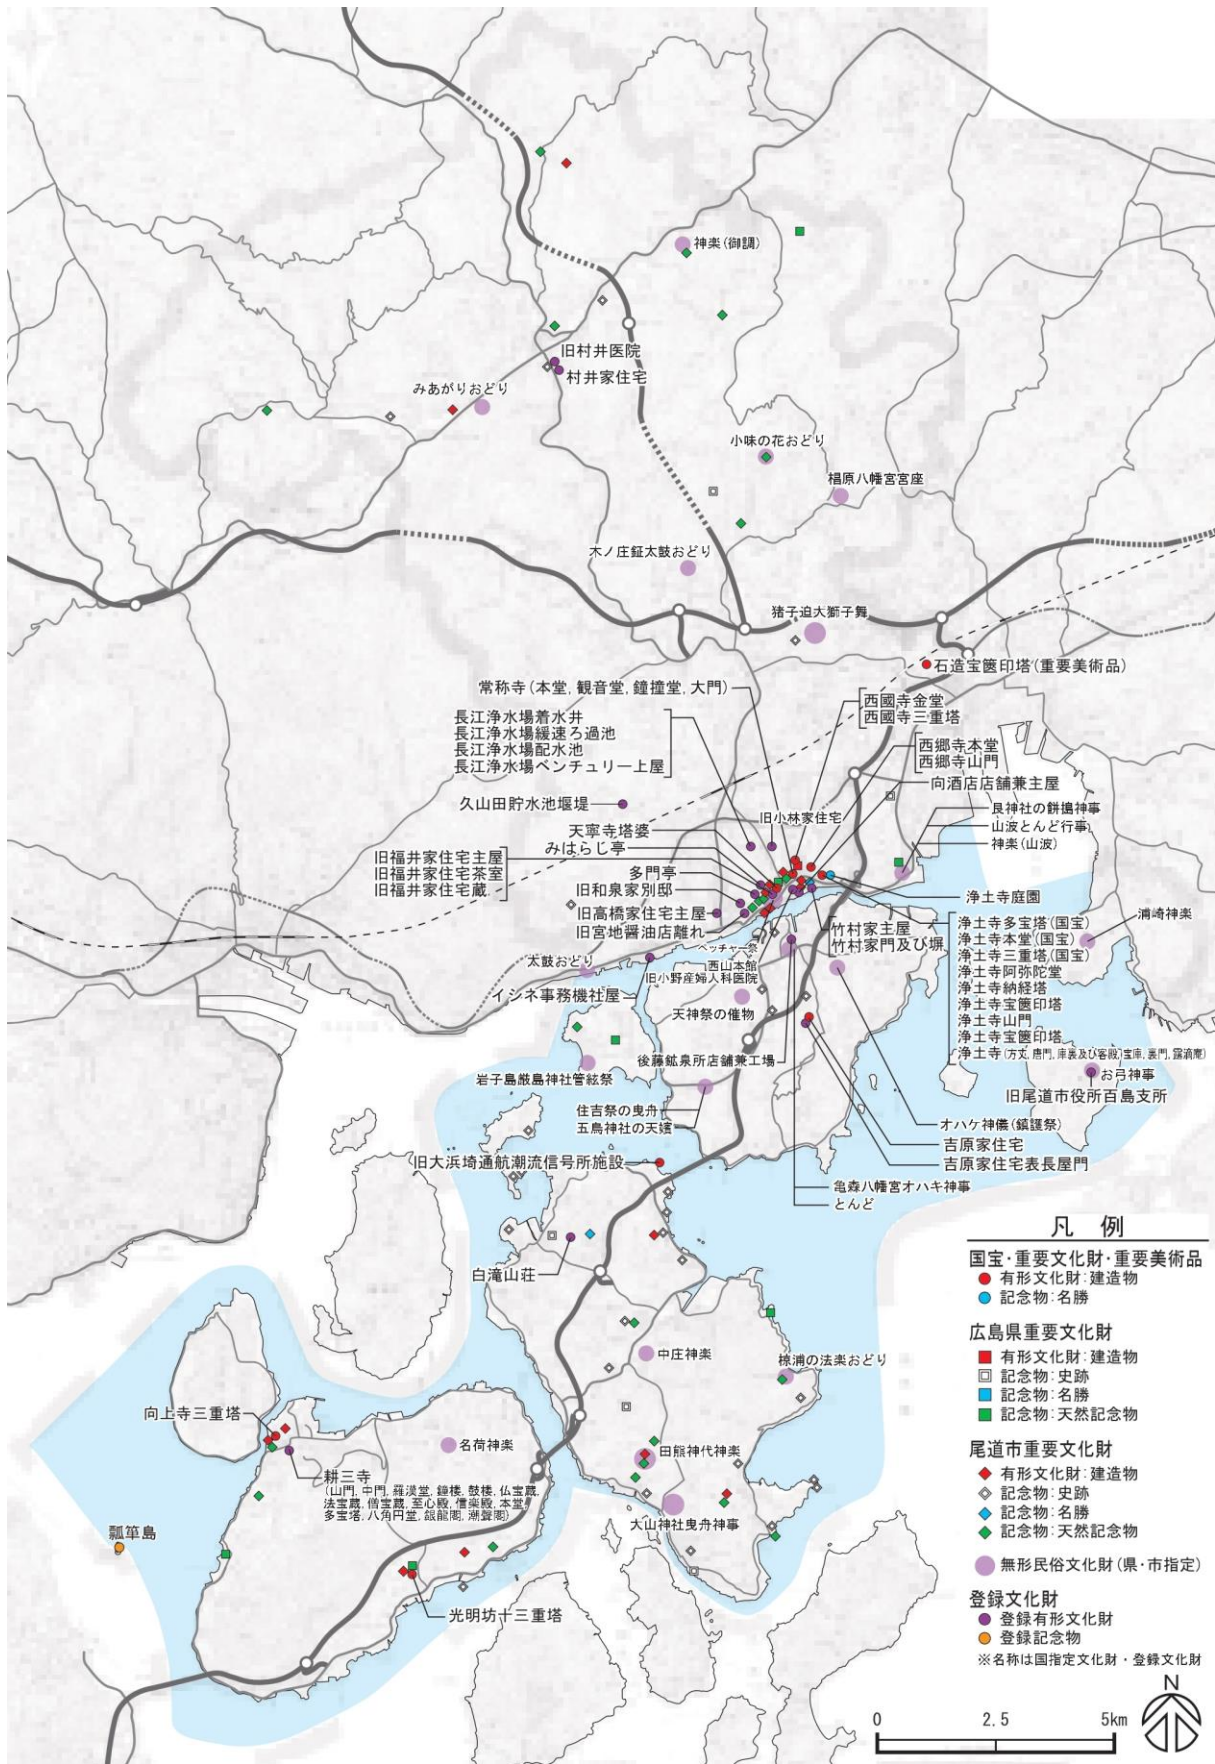 神楽(御調)
旧村井医院
村井家住宅
みあがりおどり
小味の花おどり
椙原八幡宮宮座
木ノ庄鉦太鼓おどり
猪子迫大獅子舞
石造宝篋印塔(重要美術品)
常称寺(本堂, 観音堂, 鐘撞堂, 大門)
西國寺金堂
西國寺三重塔
長江浄水場着水井
長江浄水場緩速ろ過池
長江浄水場配水池
長江浄水場ベンチュリー上屋
西郷寺本堂
西郷寺山門
向酒店店舗兼主屋
久山田貯水池堰堤
旧小林家住宅
艮神社の餅搗神事
山波とんど行事
神楽(山波)
天寧寺塔婆
みはらし亭
旧福井家住宅主屋
旧福井家住宅茶室
旧福井家住宅蔵
多門亭
旧和泉家別邸
旧高橋家住宅主屋
旧宮地醤油店離れ
浄土寺庭園
竹村家主屋
竹村家門及び塀
浄土寺多宝塔(国宝)
浄土寺本堂(国宝)
浄土寺三重塔(国宝)
浄土寺阿弥陀堂
浄土寺納経塔
浄土寺宝篋印塔
浄土寺山門
浄土寺宝篋印塔
浄土寺(方丈, 唐門, 庫裏及び客殿, 宝庫, 裏門, 露滴庵)
浦崎神楽
ベッチャー祭
太鼓おどり
西山本館
旧小野産婦人科医院
イシネ事務機社屋
天神祭の催物
後藤鉱泉所店舗兼工場
岩子島厳島神社管絃祭
お弓神事
旧尾道市役所百島支所
住吉祭の曳舟
五烏神社の天嬪
オハケ神儀(鎮護祭)
吉原家住宅
吉原家住宅表長屋門
旧大浜埼通航潮流信号所施設
亀森八幡宮オハキ神事
とんど
白滝山荘
中庄神楽
椋浦の法楽おどり
向上寺三重塔
名荷神楽
田熊神代神楽
耕三寺
(山門, 中門, 羅漢堂, 鐘楼, 鼓楼, 仏宝蔵,
法宝蔵, 僧宝蔵, 至心殿, 信楽殿, 本堂,
多宝塔, 八角円堂, 銀龍閣, 潮聲閣)
大山神社曳舟神事
瓢箪島
光明坊十三重塔
凡 例
国宝・重要文化財・重要美術品
有形文化財:建造物
記念物:名勝
広島県重要文化財
有形文化財:建造物
記念物:史跡
記念物:名勝
記念物:天然記念物
尾道市重要文化財
有形文化財:建造物
記念物:史跡
記念物:名勝
記念物:天然記念物
無形民俗文化財(県・市指定)
登録文化財
登録有形文化財
登録記念物
※名称は国指定文化財・登録文化財
N
0 2.5 5km